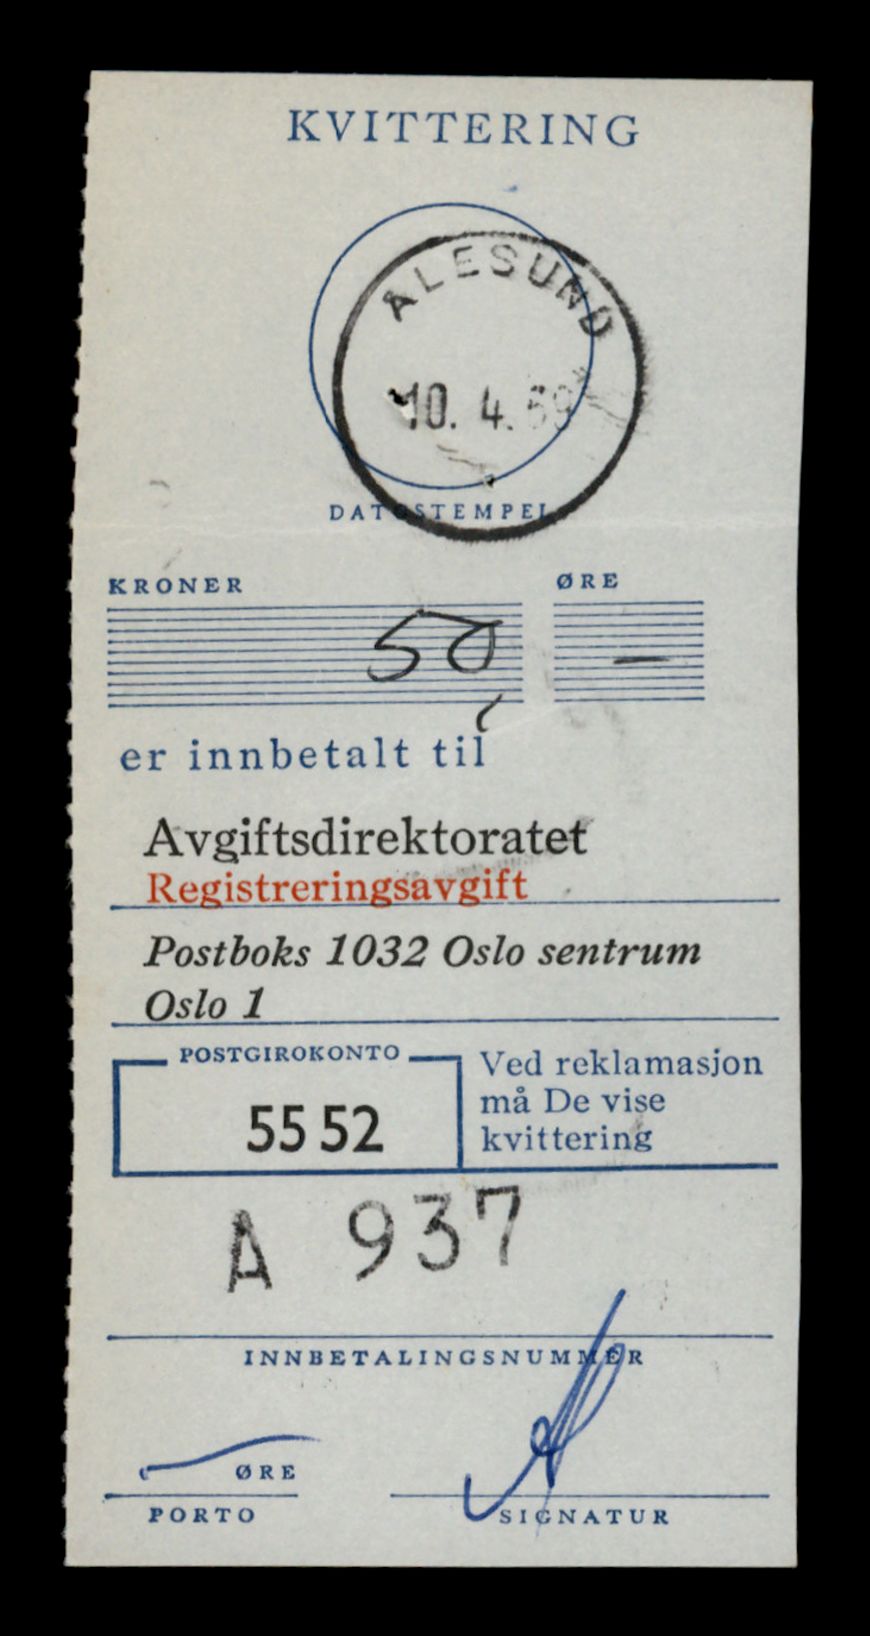 KVITTERING
ÅLESUND
10. 4. 69
DATOSTEMPEL
KRONER ØRE
50 —
er innbetalt til
Avgiftsdirektoratet
Registreringsavgift
Postboks 1032 Oslo sentrum
Oslo 1
POSTGIROKONTO
55 52
Ved reklamasjon
må De vise
kvittering
A 937
INNBETALINGSNUMMER
ØRE
PORTO SIGNATUR